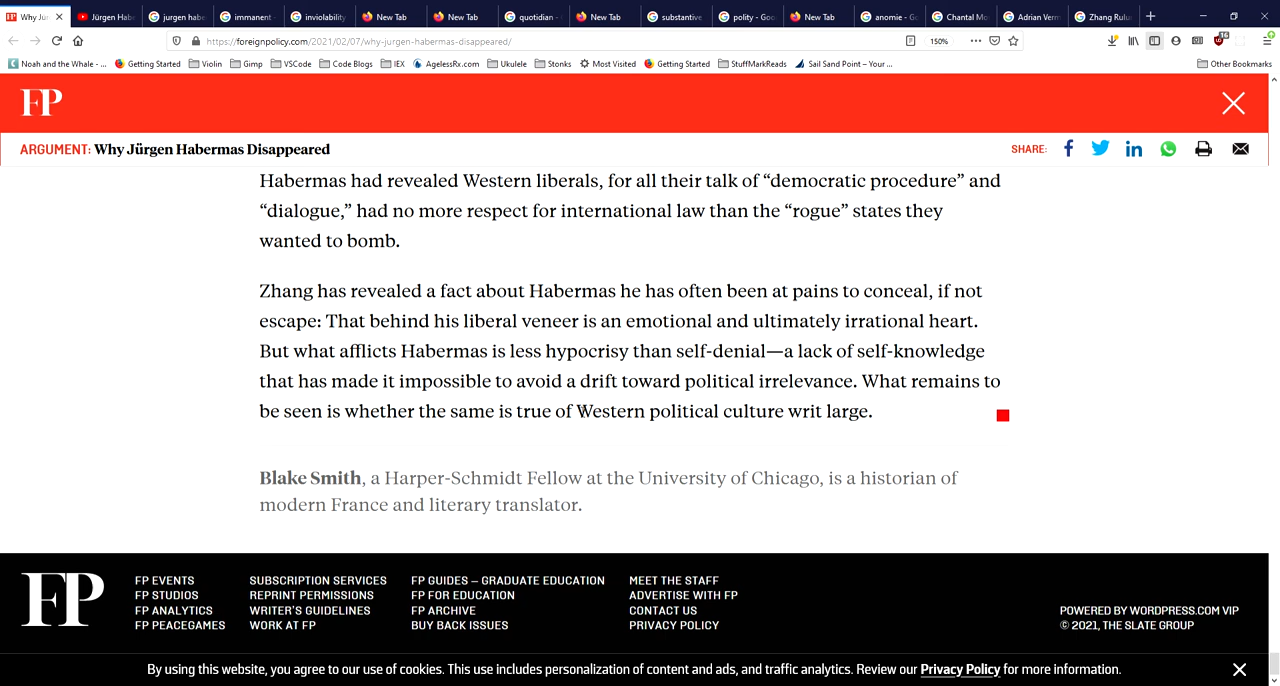 Why Jür
Jürgen Habe
jurgen habe
immanent -
inviolability
New Tab
New Tab
quotidian -
New Tab
substantive
polity - Goo
New Tab
anomie - Go
Chantal Mo
Adrian Verm
Zhang Rulu
https://foreignpolicy.com/2021/02/07/why-jurgen-habermas-disappeared/
150%
Noah and the Whale - ...
Getting Started
Violin
Gimp
VSCode
Code Blogs
IEX
AgelessRx.com
Ukulele
Stonks
Most Visited
Getting Started
StuffMarkReads
Sail Sand Point – Your ...
Other Bookmarks
FP
ARGUMENT: Why Jürgen Habermas Disappeared
SHARE:
Habermas had revealed Western liberals, for all their talk of “democratic procedure” and
“dialogue,” had no more respect for international law than the “rogue” states they
wanted to bomb.
Zhang has revealed a fact about Habermas he has often been at pains to conceal, if not
escape: That behind his liberal veneer is an emotional and ultimately irrational heart.
But what afflicts Habermas is less hypocrisy than self-denial—a lack of self-knowledge
that has made it impossible to avoid a drift toward political irrelevance. What remains to
be seen is whether the same is true of Western political culture writ large.
Blake Smith, a Harper-Schmidt Fellow at the University of Chicago, is a historian of
modern France and literary translator.
FP
FP EVENTS
FP STUDIOS
FP ANALYTICS
FP PEACEGAMES
SUBSCRIPTION SERVICES
REPRINT PERMISSIONS
WRITER'S GUIDELINES
WORK AT FP
FP GUIDES – GRADUATE EDUCATION
FP FOR EDUCATION
FP ARCHIVE
BUY BACK ISSUES
MEET THE STAFF
ADVERTISE WITH FP
CONTACT US
PRIVACY POLICY
POWERED BY WORDPRESS.COM VIP
© 2021, THE SLATE GROUP
By using this website, you agree to our use of cookies. This use includes personalization of content and ads, and traffic analytics. Review our Privacy Policy for more information.